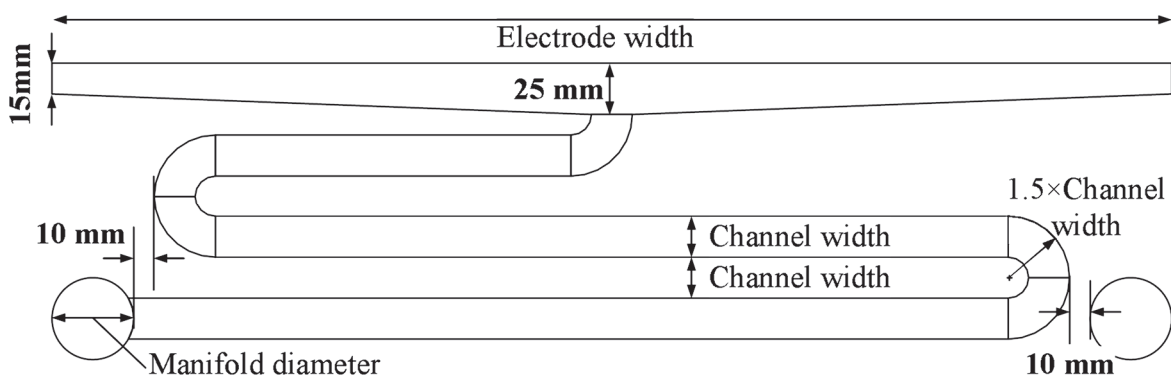 Electrode width
15mm
25 mm
1.5×Channel
width
10 mm
Channel width
Channel width
Manifold diameter
10 mm